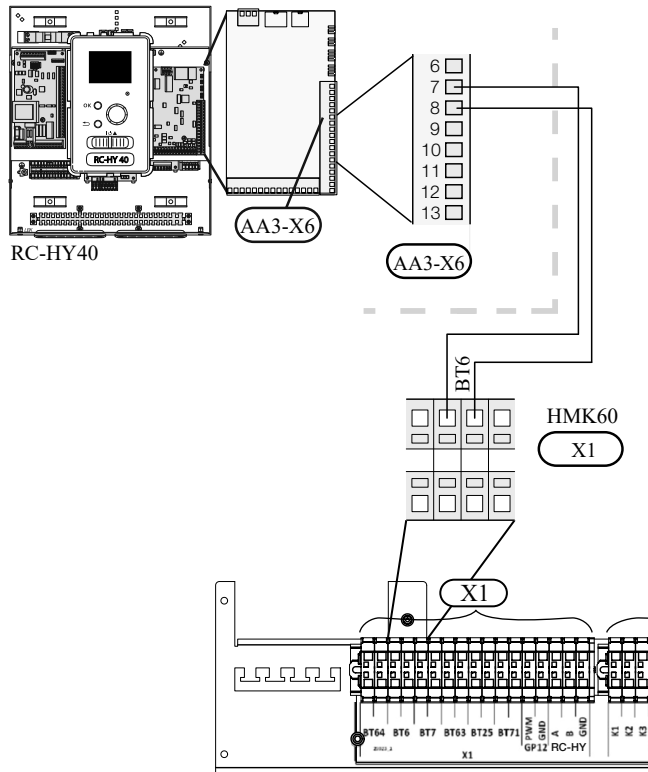 OK
RC-HY 40
RC-HY40
AA3-X6
6
7
8
9
10
11
12
13
AA3-X6
BT6
HMK60
X1
X1
BT64 BT6 BT7 BT63 BT25 BT71 PWM GND A B GND K1 K2 K3
GP12 RC-HY
X1